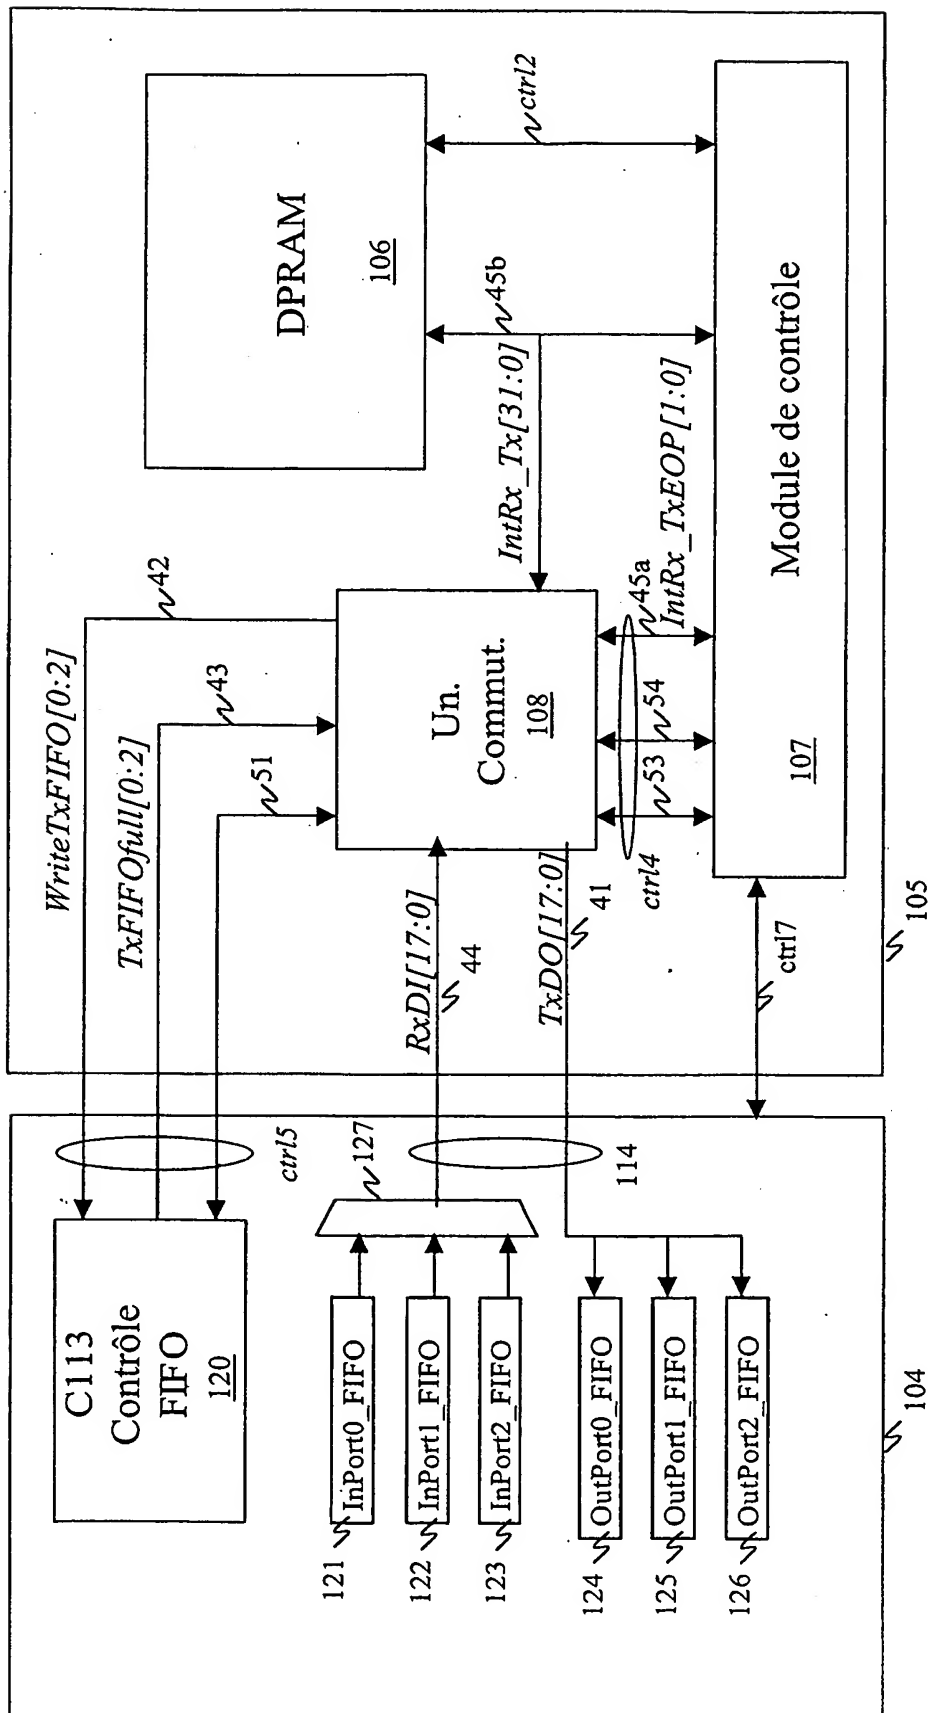 C113
Contrôle
FIFO
120
WriteTxFIFO[0:2]
42
TxFIFOfull[0:2]
43
51
ctrl5
DPRAM
106
ctrl2
45b
IntRx_Tx[31:0]
Un.
Commut.
108
127
RxDI[17:0]
44
InPort0_FIFO
121
InPort1_FIFO
122
InPort2_FIFO
123
114
TxDO[17:0]
41
OutPort0_FIFO
124
OutPort1_FIFO
125
OutPort2_FIFO
126
ctrl4
53
54
45a
IntRx_TxEOP[1:0]
Module de contrôle
107
ctrl7
104
105